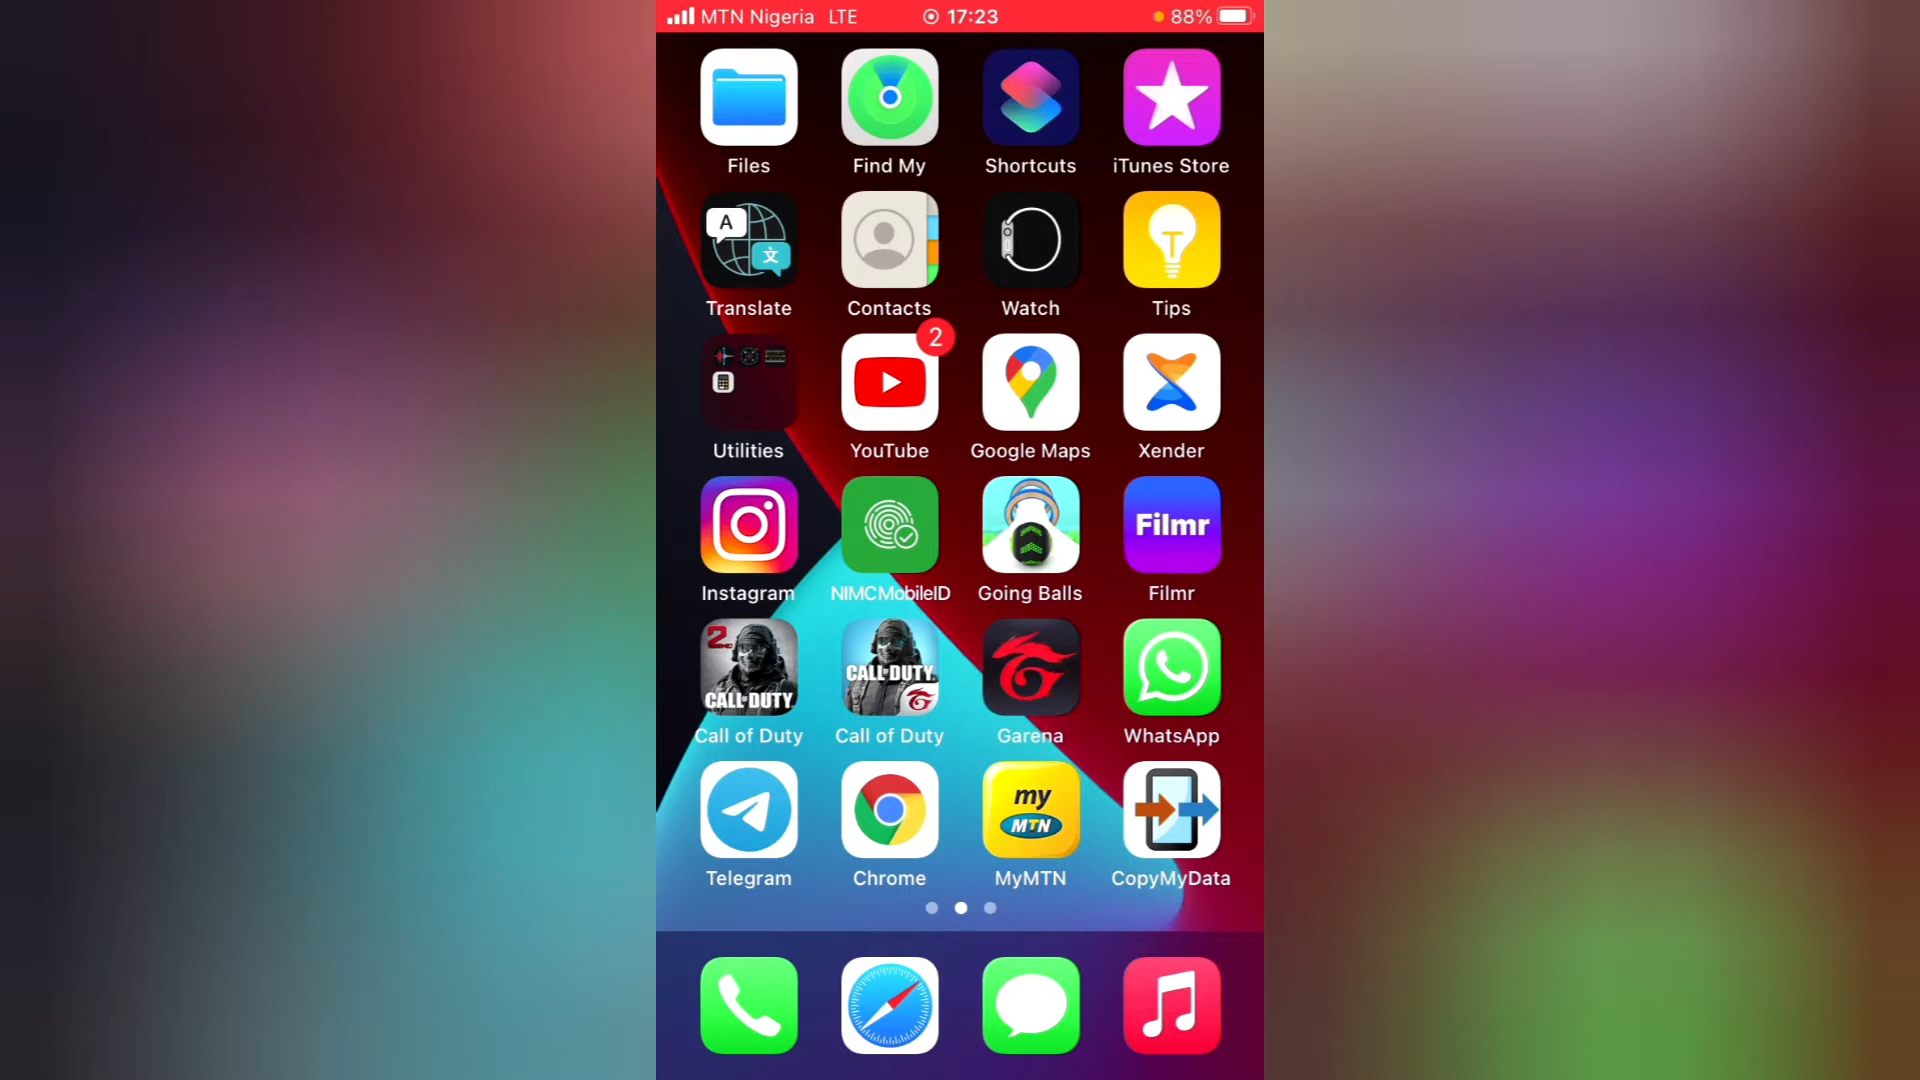 MTN Nigeria LTE 17:23 88%
Files Find My Shortcuts iTunes Store
A 文 T
Translate Contacts Watch Tips
2
Utilities YouTube Google Maps Xender
Filmr
Instagram NIMCMobileID Going Balls Filmr
2
CALL OF DUTY CALL OF DUTY
Call of Duty Call of Duty Garena WhatsApp
my
MTN
Telegram Chrome MyMTN CopyMyData